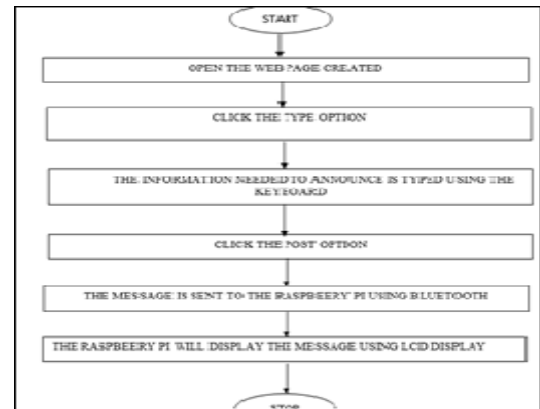 START
OPEN THE WEB PAGE CREATED
CLICK THE TYPE OPTION
THE INFORMATION NEEDED TO ANNOUNCE IS TYPED USING THE
KEYBOARD
CLICK THE POST OPTION
THE MESSAGE IS SENT TO THE RASPBEERY PI USING BLUETOOTH
THE RASPBEERY PI WILL DISPLAY THE MESSAGE USING LCD DISPLAY
STOP